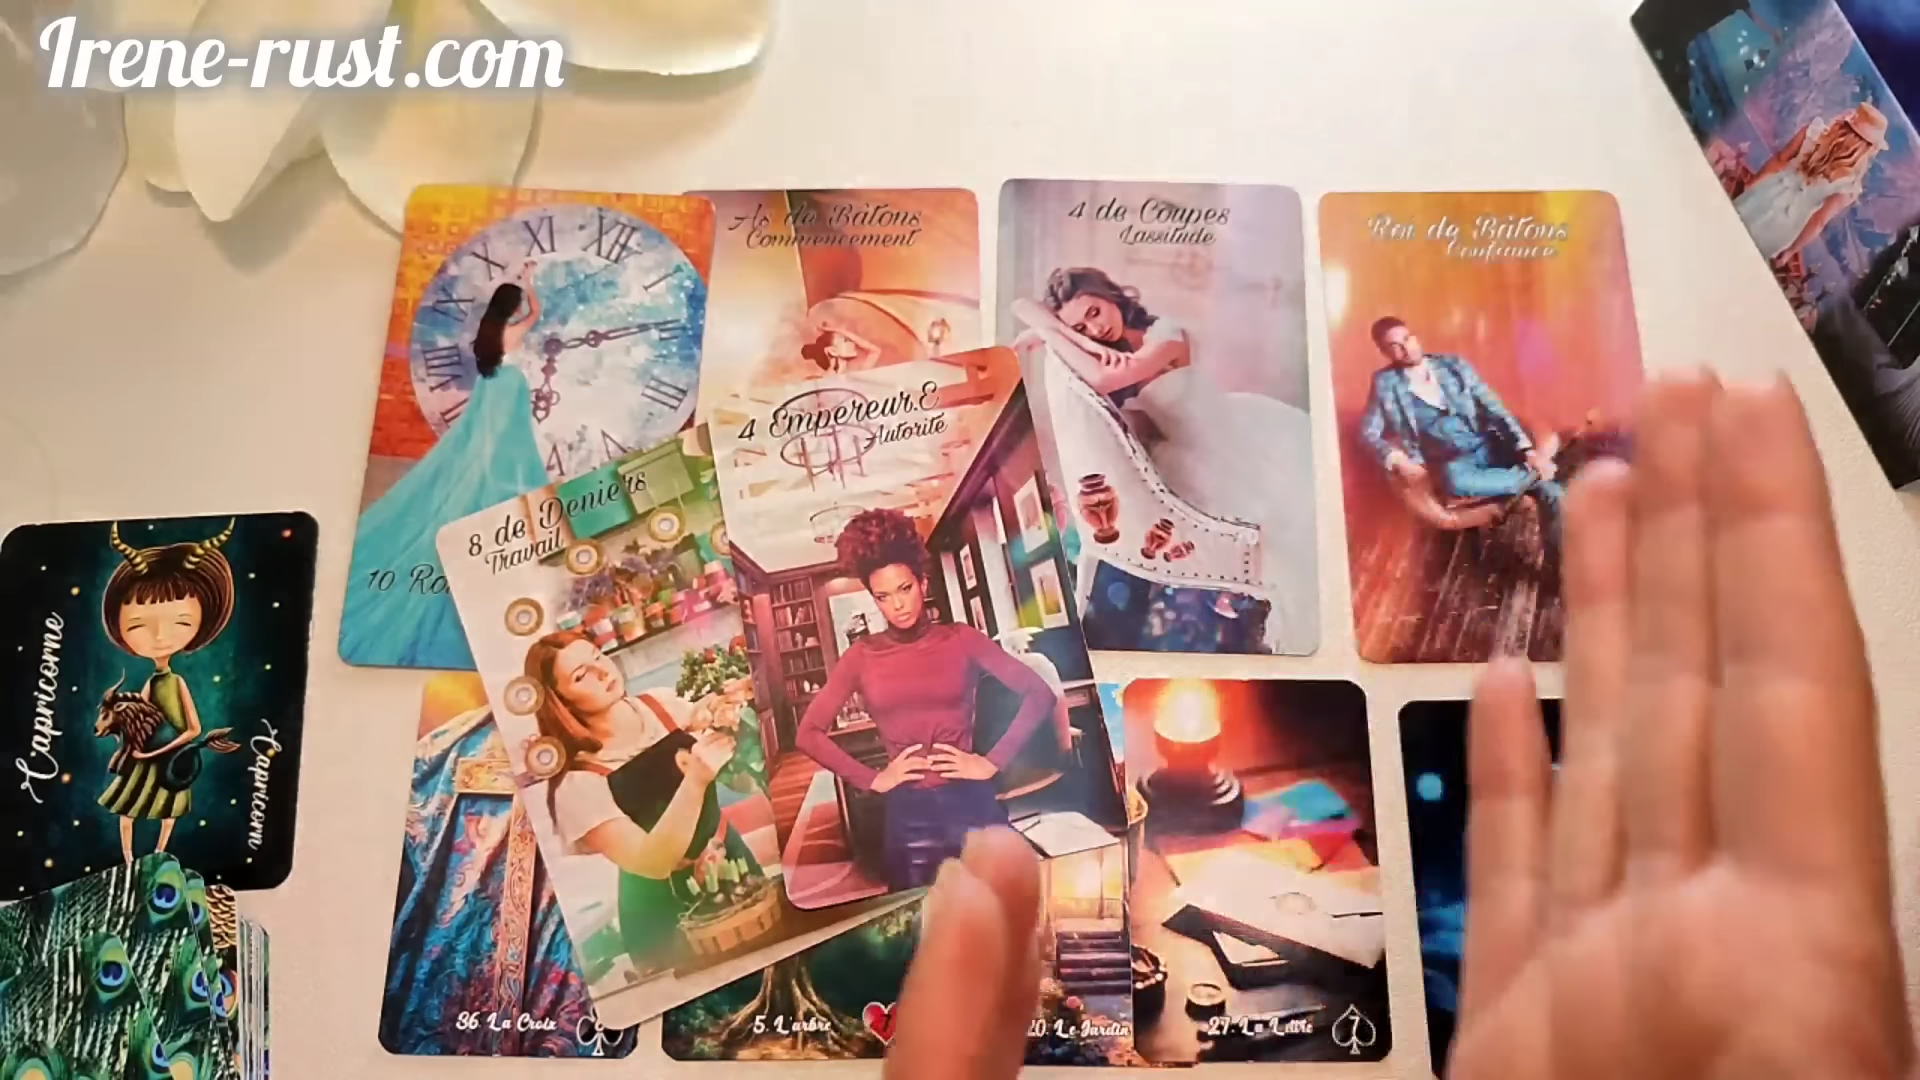 Irene-rust.com
As de Bâtons
Commencement
4 de Coupes
Lassitude
Roi de Bâtons
Confiance
4 Empereur.E
Autorité
8 de Deniers
Travail
10 Ro
Capricorne
Capricorn
36. La Croix
5. L'arbre
20. Le Jardin
27. La Lettre
7